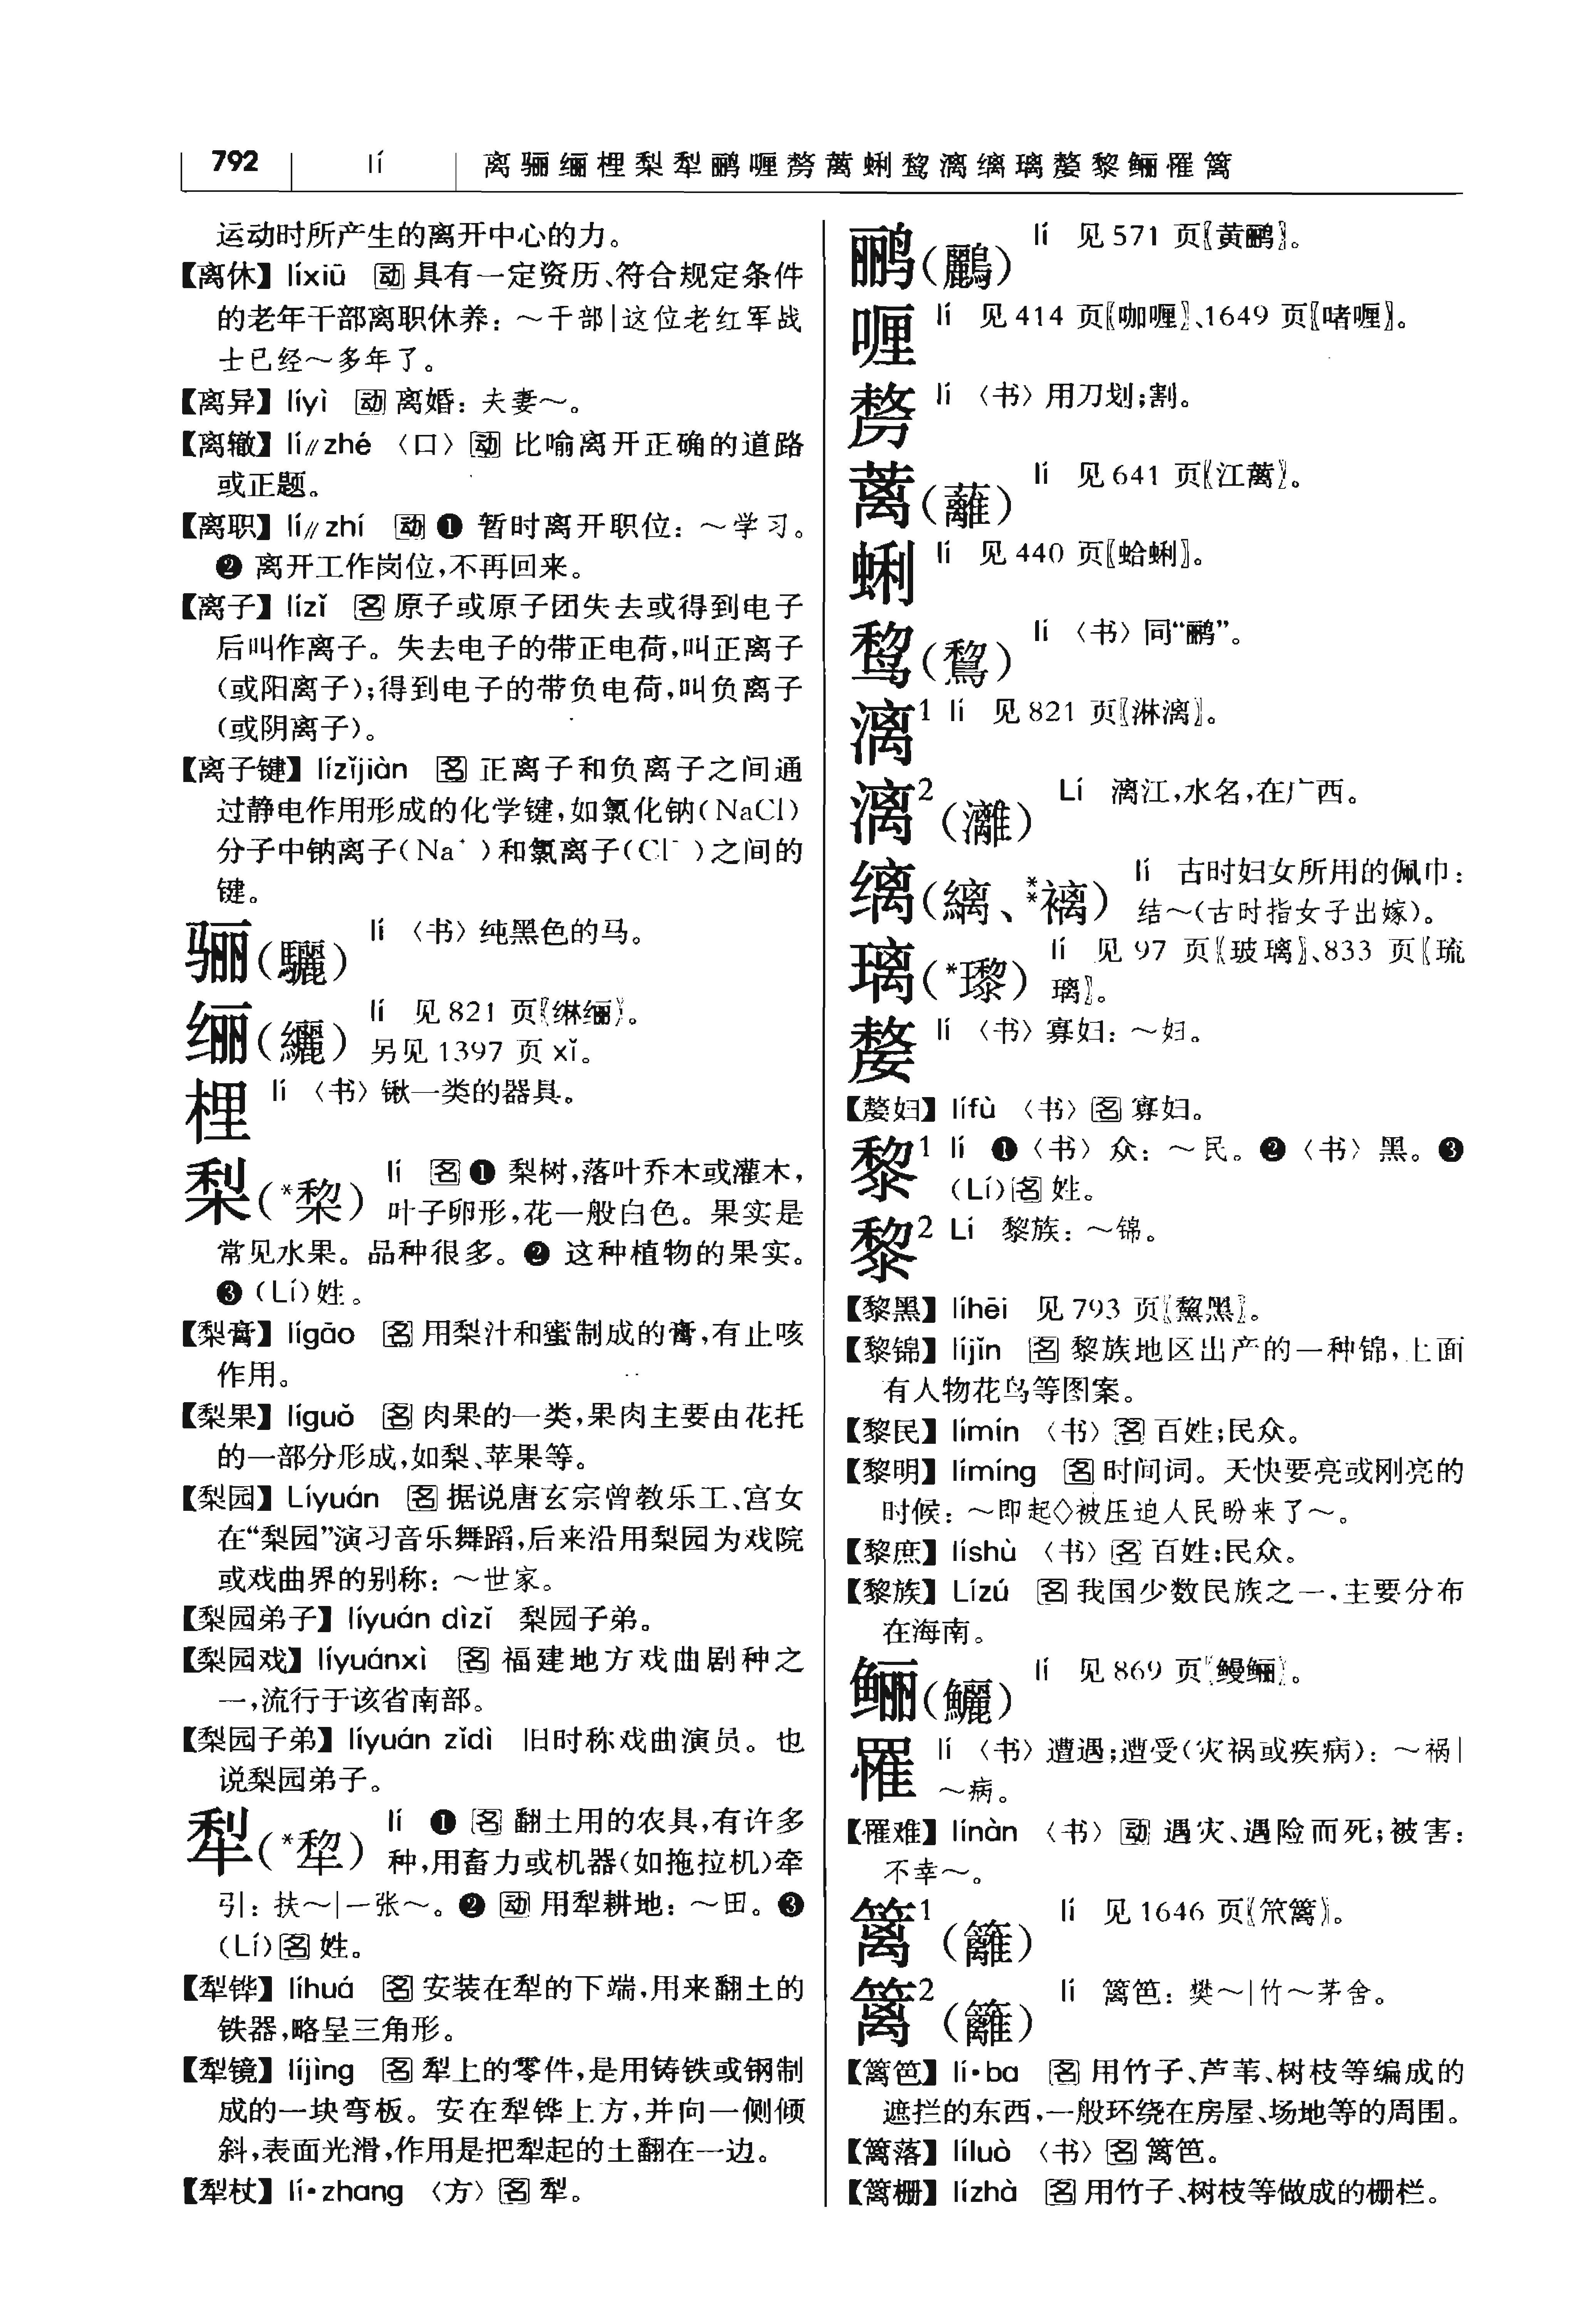 792 lí 离骊缡梩梨犁鹂喱剺蓠蜊鹙漓缡璃嫠黎鲡罹篱
运动时所产生的离开中心的力。
【离休】líxiū 动 具有一定资历、符合规定条件
的老年干部离职休养：～干部|这位老红军战
士已经～多年了。
【离异】líyì 动 离婚：夫妻～。
【离辙】lí∥zhé 〈口〉动 比喻离开正确的道路
或正题。
【离职】lí∥zhí 动 ❶ 暂时离开职位：～学习。
❷ 离开工作岗位，不再回来。
【离子】lízǐ 名 原子或原子团失去或得到电子
后叫作离子。失去电子的带正电荷，叫正离子
（或阳离子）；得到电子的带负电荷，叫负离子
（或阴离子）。
【离子键】lízǐjiàn 名 正离子和负离子之间通
过静电作用形成的化学键，如氯化钠（NaCl）
分子中钠离子（Na⁺）和氯离子（Cl⁻）之间的
键。
骊（驪） lí 〈书〉纯黑色的马。
𫄥（纚） lí 见821页〖𬘭𫄥〗。
另见1397页 xǐ。
梩 lí 〈书〉锹一类的器具。
梨（*棃） lí 名 ❶ 梨树，落叶乔木或灌木，
叶子卵形，花一般白色。果实是
常见水果。品种很多。❷ 这种植物的果实。
❸（Lí）姓。
【梨膏】lígāo 名 用梨汁和蜜制成的膏，有止咳
作用。
【梨果】líguǒ 名 肉果的一类，果肉主要由花托
的一部分形成，如梨、苹果等。
【梨园】Líyuán 名 据说唐玄宗曾教乐工、宫女
在“梨园”演习音乐舞蹈，后来沿用梨园为戏院
或戏曲界的别称：～世家。
【梨园弟子】líyuán dìzǐ 梨园子弟。
【梨园戏】líyuánxì 名 福建地方戏曲剧种之
一，流行于该省南部。
【梨园子弟】líyuán zǐdì 旧时称戏曲演员。也
说梨园弟子。
犁（*犂） lí ❶ 名 翻土用的农具，有许多
种，用畜力或机器（如拖拉机）牵
引：扶～|一张～。❷ 动 用犁耕地：～田。❸
（Lí）名 姓。
【犁铧】líhuá 名 安装在犁的下端，用来翻土的
铁器，略呈三角形。
【犁镜】líjìng 名 犁上的零件，是用铸铁或钢制
成的一块弯板。安在犁铧上方，并向一侧倾
斜，表面光滑，作用是把犁起的土翻在一边。
【犁杖】lí•zhang 〈方〉名 犁。
鹂（鸝） lí 见571页〖黄鹂〗。
喱 lí 见414页〖咖喱〗、1649页〖啫喱〗。
剺 lí 〈书〉用刀划；割。
蓠（蘺） lí 见641页〖江蓠〗。
蜊 lí 见440页〖蛤蜊〗。
𱉵（鵹） lí 〈书〉同“鹂”。
漓¹ lí 见821页〖淋漓〗。
漓²（灕） Lí 漓江，水名，在广西。
缡（縭、**褵） lí 古时妇女所用的佩巾：
结～（古时指女子出嫁）。
璃（*瓈） lí 见97页〖玻璃〗、833页〖琉
璃〗。
嫠 lí 〈书〉寡妇：～妇。
【嫠妇】lífù 〈书〉名 寡妇。
黎¹ lí ❶〈书〉众：～民。❷〈书〉黑。❸
（Lí）名 姓。
黎² Lí 黎族：～锦。
【黎黑】líhēi 见793页〖黧黑〗。
【黎锦】líjǐn 名 黎族地区出产的一种锦，上面
有人物花鸟等图案。
【黎民】límín 〈书〉名 百姓；民众。
【黎明】límíng 名 时间词。天快要亮或刚亮的
时候：～即起◇被压迫人民盼来了～。
【黎庶】líshù 〈书〉名 百姓；民众。
【黎族】Lízú 名 我国少数民族之一，主要分布
在海南。
鲡（鱺） lí 见869页〖鳗鲡〗。
罹 lí 〈书〉遭遇；遭受（灾祸或疾病）：～祸|
～病。
【罹难】línàn 〈书〉动 遇灾、遇险而死；被害：
不幸～。
篱¹（籬） lí 见1646页〖笊篱〗。
篱²（籬） lí 篱笆：樊～|竹～茅舍。
【篱笆】lí•ba 名 用竹子、芦苇、树枝等编成的
遮拦的东西，一般环绕在房屋、场地等的周围。
【篱落】líluò 〈书〉名 篱笆。
【篱栅】lízhà 名 用竹子、树枝等做成的栅栏。